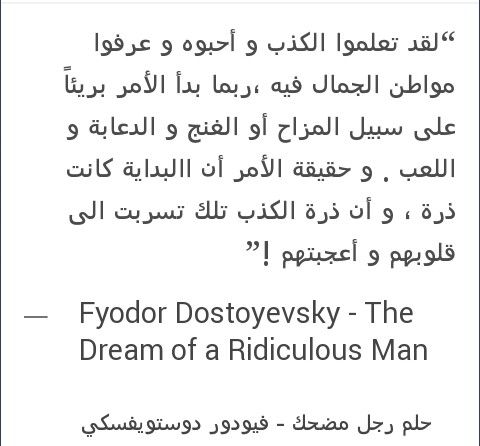 “لقد تعلموا الكذب و أحبوه و عرفوا
مواطن الجمال فيه ،ربما بدأ الأمر بريئاً
على سبيل المزاح أو الغنج و الدعابة و
اللعب . و حقيقة الأمر أن االبداية كانت
ذرة ، و أن ذرة الكذب تلك تسربت الى
قلوبهم و أعجبتهم !”
— Fyodor Dostoyevsky - The
Dream of a Ridiculous Man
حلم رجل مضحك - فيودور دوستويفسكي